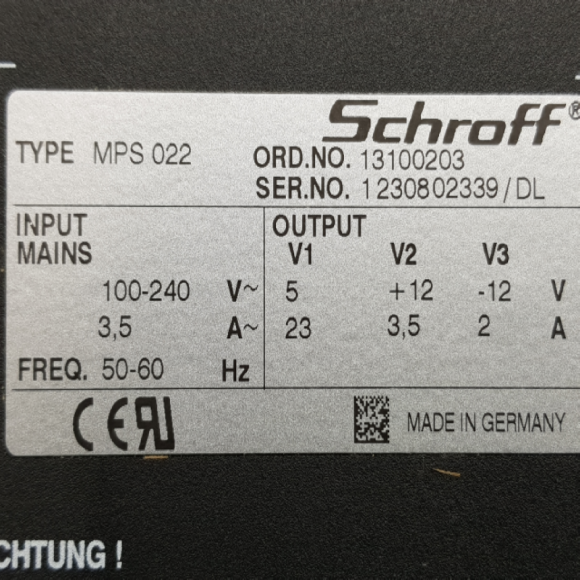 Schroff®
TYPE MPS 022
ORD.NO. 13100203
SER.NO. 1230802339/DL
INPUT
MAINS
100-240 V~
3,5 A~
FREQ. 50-60 Hz
OUTPUT
V1 V2 V3
5 +12 -12 V
23 3,5 2 A
CE RU
MADE IN GERMANY
CHTUNG !